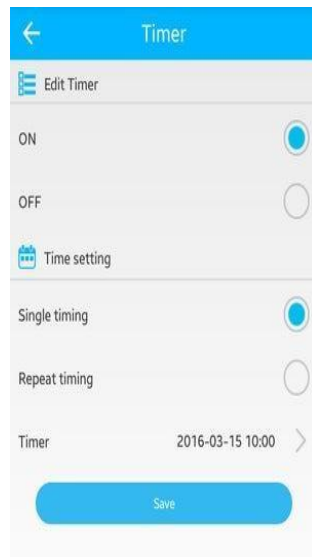 Timer
Edit Timer
ON
OFF
Time setting
Single timing
Repeat timing
Timer 2016-03-15 10:00
Save